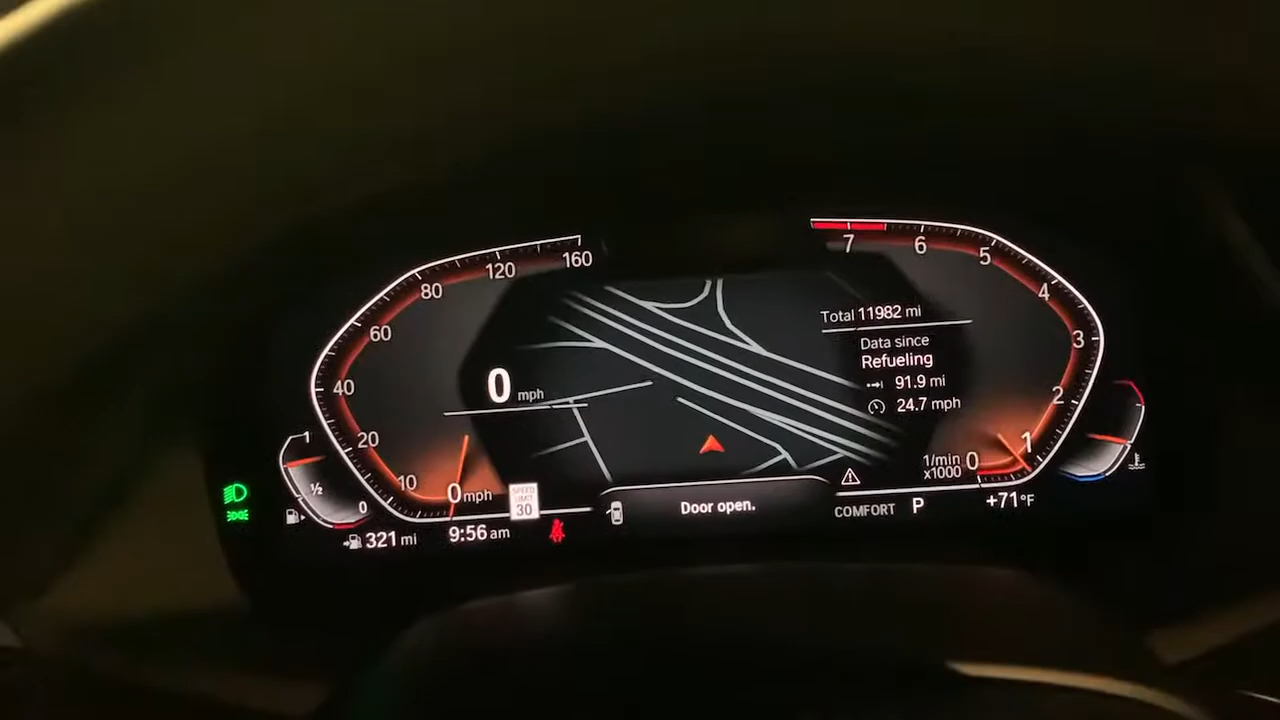 160
120
80
60
40
20
10
0 mph
0 mph
SPEED LIMIT 30
1
1/2
0
321 mi
9:56 am
Door open.
7
6
5
4
3
2
1
0
1/min
x1000
Total 11982 mi
Data since
Refueling
91.9 mi
24.7 mph
COMFORT P
+71°F